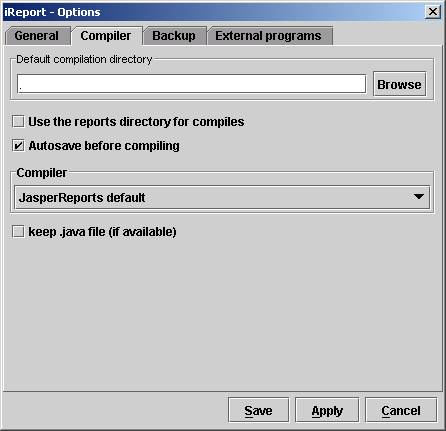 iReport - Options
General Compiler Backup External programs
Default compilation directory
. Browse
Use the reports directory for compiles
Autosave before compiling
Compiler
JasperReports default
keep .java file (if available)
Save Apply Cancel